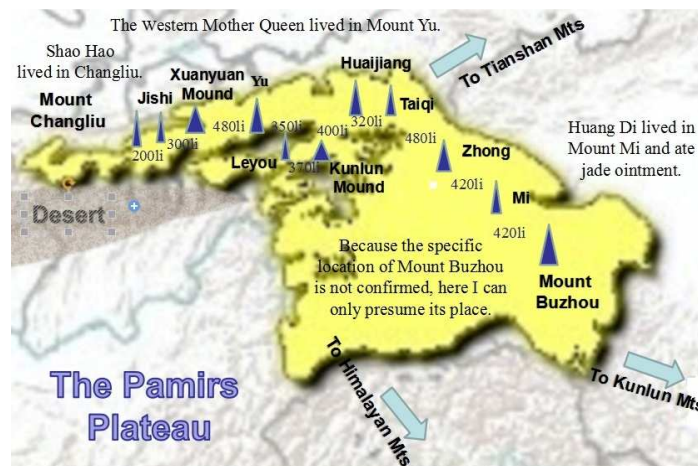 The Western Mother Queen lived in Mount Yu.
Shao Hao
lived in Changliu.
Mount
Changliu
Jishi
Xuanyuan
Mound
Yu
Huaijiang
Taiqi
To Tianshan Mts
200li
300li
480li
350li
370li
400li
320li
480li
420li
420li
Leyou
Kunlun
Mound
Zhong
Mi
Mount
Buzhou
Huang Di lived in
Mount Mi and ate
jade ointment.
Desert
Because the specific
location of Mount Buzhou
is not confirmed, here I can
only presume its place.
The Pamirs
Plateau
To Himalayan Mts
To Kunlun Mts